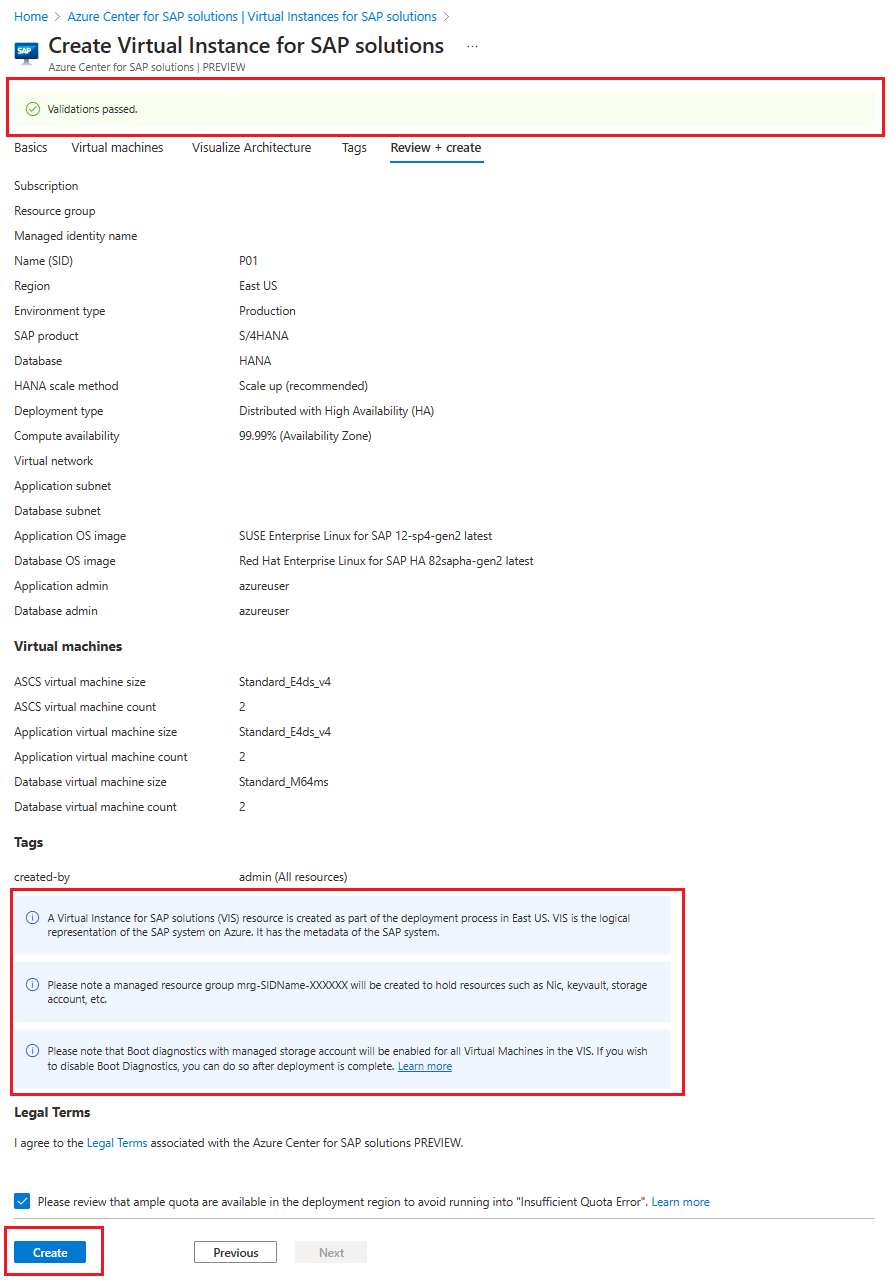 Home > Azure Center for SAP solutions | Virtual Instances for SAP solutions >
SAP
Create Virtual Instance for SAP solutions ...
Azure Center for SAP solutions | PREVIEW
Validations passed.
Basics Virtual machines Visualize Architecture Tags Review + create
Subscription
Resource group
Managed identity name
Name (SID) P01
Region East US
Environment type Production
SAP product S/4HANA
Database HANA
HANA scale method Scale up (recommended)
Deployment type Distributed with High Availability (HA)
Compute availability 99.99% (Availability Zone)
Virtual network
Application subnet
Database subnet
Application OS image SUSE Enterprise Linux for SAP 12-sp4-gen2 latest
Database OS image Red Hat Enterprise Linux for SAP HA 82sapha-gen2 latest
Application admin azureuser
Database admin azureuser
Virtual machines
ASCS virtual machine size Standard_E4ds_v4
ASCS virtual machine count 2
Application virtual machine size Standard_E4ds_v4
Application virtual machine count 2
Database virtual machine size Standard_M64ms
Database virtual machine count 2
Tags
created-by admin (All resources)
A Virtual Instance for SAP solutions (VIS) resource is created as part of the deployment process in East US. VIS is the logical
representation of the SAP system on Azure. It has the metadata of the SAP system.
Please note a managed resource group mrg-SIDName-XXXXXX will be created to hold resources such as Nic, keyvault, storage
account, etc.
Please note that Boot diagnostics with managed storage account will be enabled for all Virtual Machines in the VIS. If you wish
to disable Boot Diagnostics, you can do so after deployment is complete. Learn more
Legal Terms
I agree to the Legal Terms associated with the Azure Center for SAP solutions PREVIEW.
Please review that ample quota are available in the deployment region to avoid running into "Insufficient Quota Error". Learn more
Create Previous Next